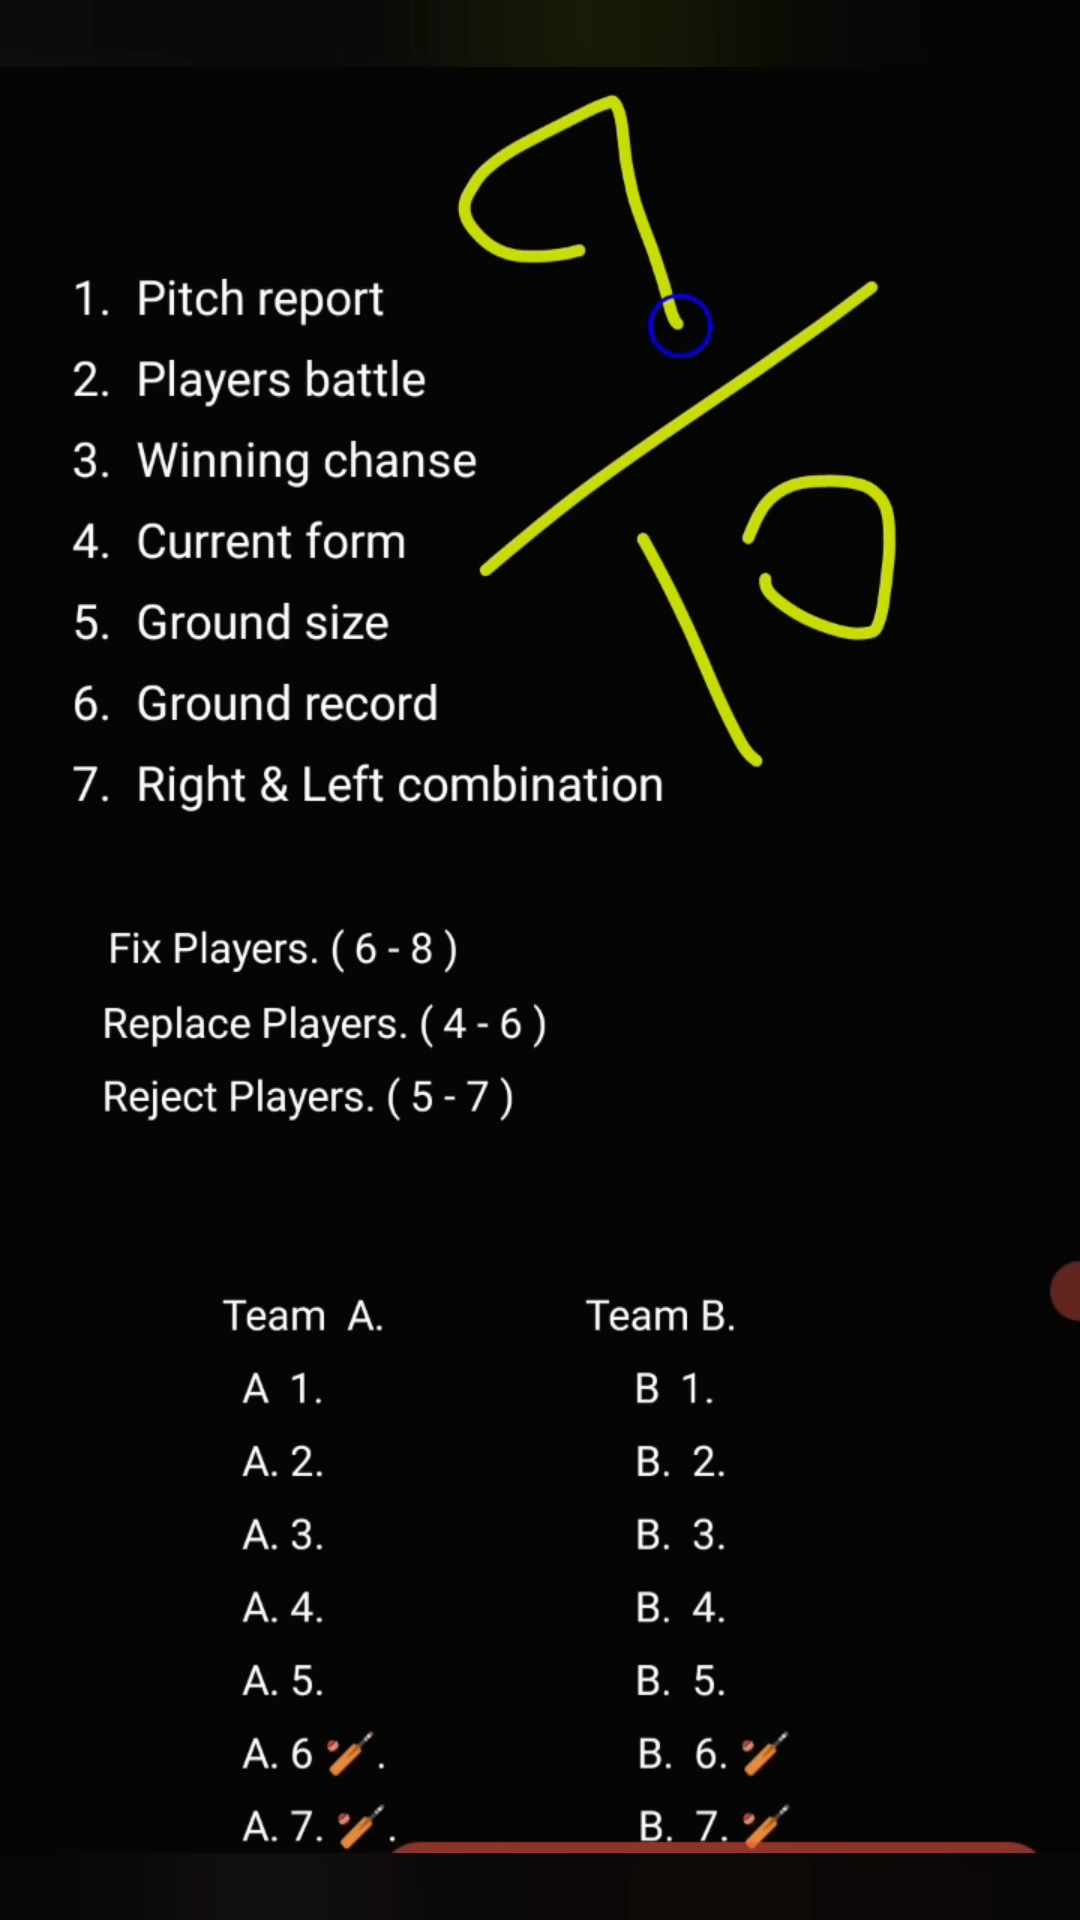 9
10
1. Pitch report
2. Players battle
3. Winning chanse
4. Current form
5. Ground size
6. Ground record
7. Right & Left combination
Fix Players. ( 6 - 8 )
Replace Players. ( 4 - 6 )
Reject Players. ( 5 - 7 )
Team A. Team B.
A 1. B 1.
A. 2. B. 2.
A. 3. B. 3.
A. 4. B. 4.
A. 5. B. 5.
A. 6 🏏. B. 6. 🏏
A. 7. 🏏. B. 7. 🏏